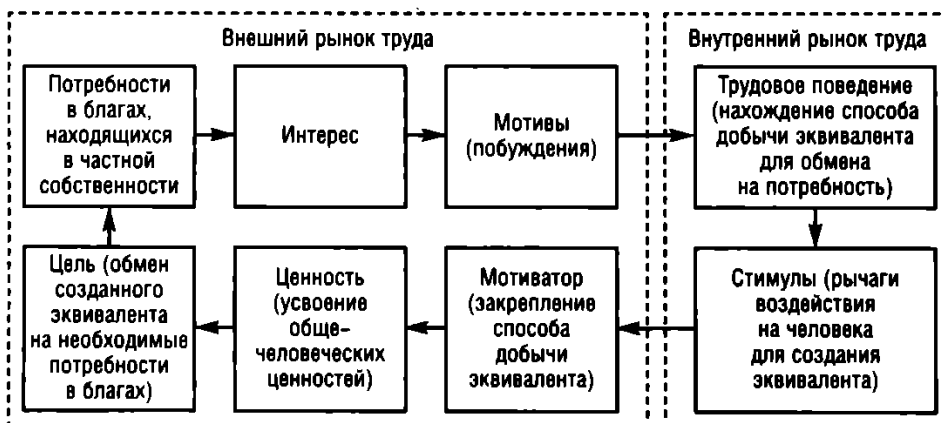 Внешний рынок труда
Внутренний рынок труда
Потребности
в благах,
находящихся
в частной
собственности
Интерес
Мотивы
(побуждения)
Трудовое поведение
(нахождение способа
добычи эквивалента
для обмена
на потребность)
Цель (обмен
созданного
эквивалента
на необходимые
потребности
в благах)
Ценность
(усвоение
обще-
человеческих
ценностей)
Мотиватор
(закрепление
способа
добычи
эквивалента)
Стимулы (рычаги
воздействия
на человека
для создания
эквивалента)